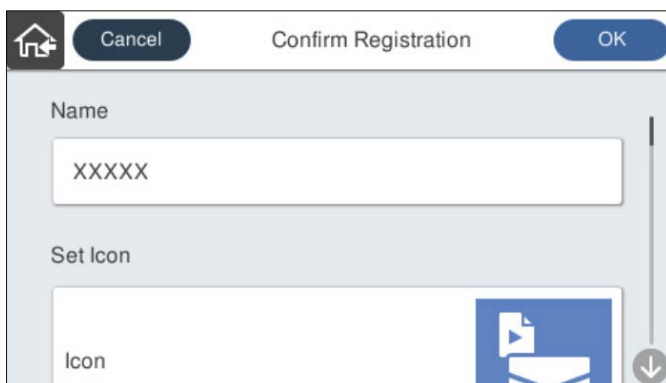 Cancel
Confirm Registration
OK
Name
XXXXX
Set Icon
Icon